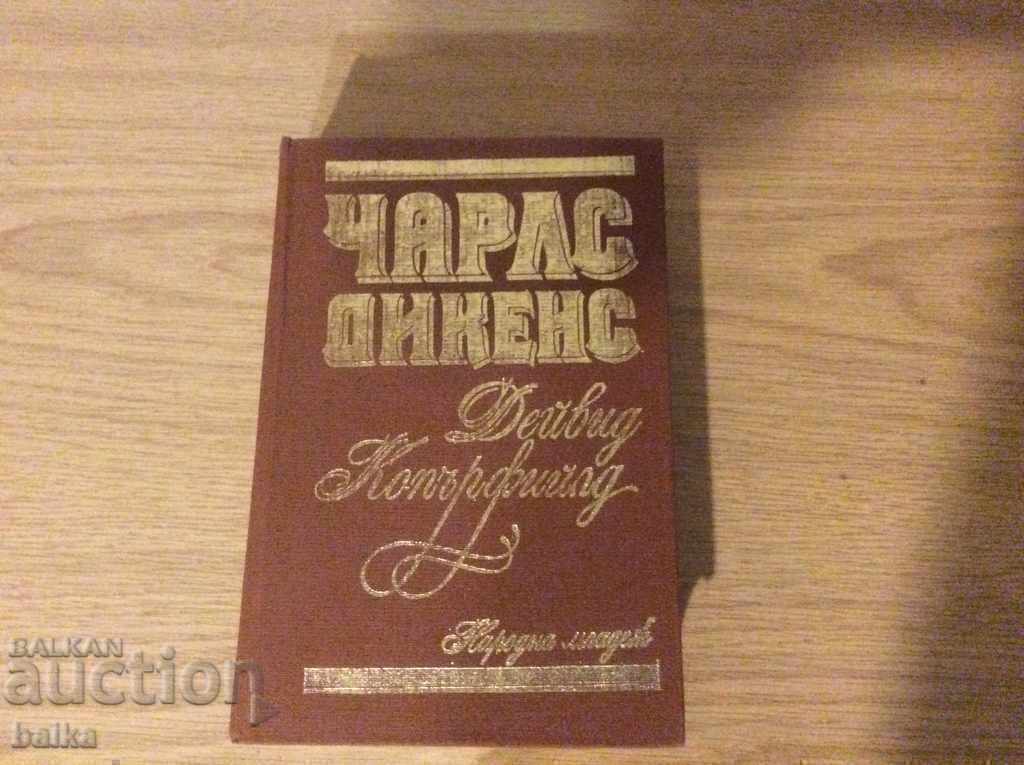 ЧАРЛС
ДИКЕНС
Дейвид
Копърфийлд
Народна младеж
BALKAN
auction
balka